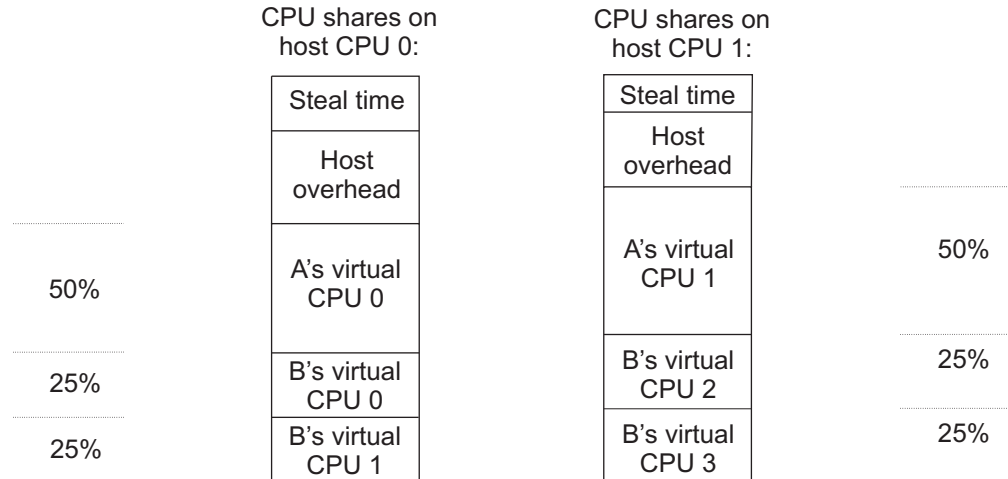 CPU shares on
host CPU 0:
Steal time
Host
overhead
A's virtual
CPU 0
B's virtual
CPU 0
B's virtual
CPU 1
50%
25%
25%
CPU shares on
host CPU 1:
Steal time
Host
overhead
A's virtual
CPU 1
B's virtual
CPU 2
B's virtual
CPU 3
50%
25%
25%